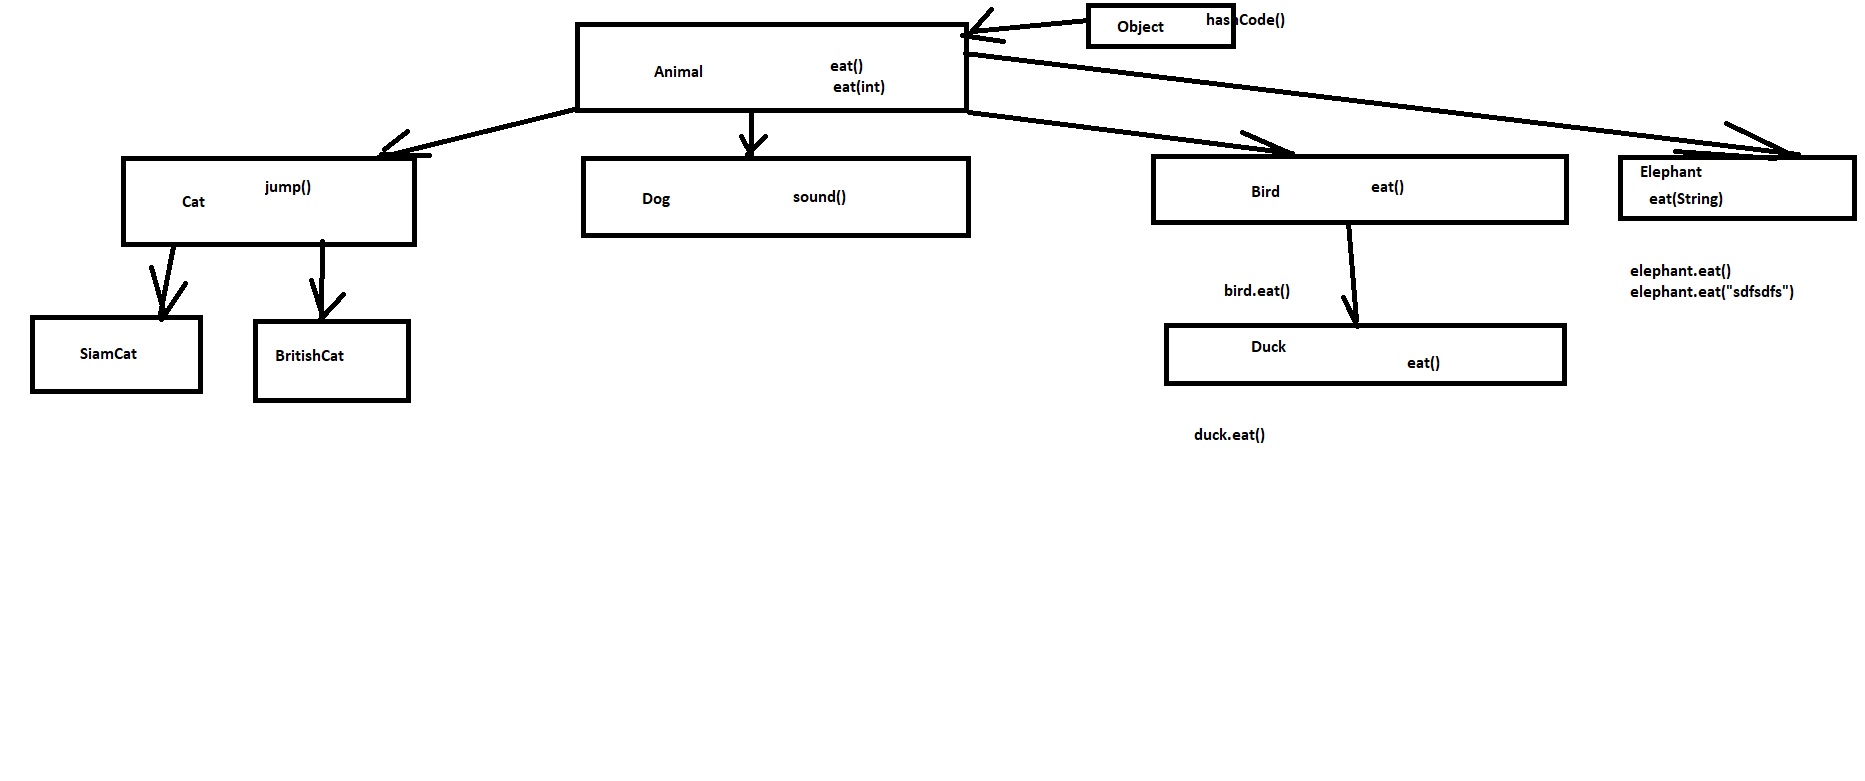 Object
hashCode()
Animal
eat()
eat(int)
Cat
jump()
Dog
sound()
Bird
eat()
Elephant
eat(String)
elephant.eat()
elephant.eat("sdfsdfs")
bird.eat()
SiamCat
BritishCat
Duck
eat()
duck.eat()